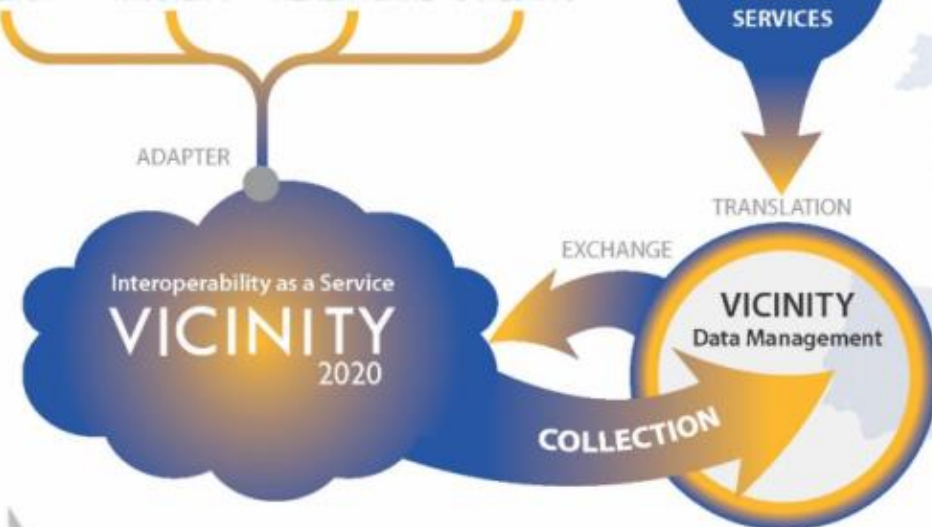 SERVICES
ADAPTER
TRANSLATION
EXCHANGE
Interoperability as a Service
VICINITY
2020
VICINITY
Data Management
COLLECTION